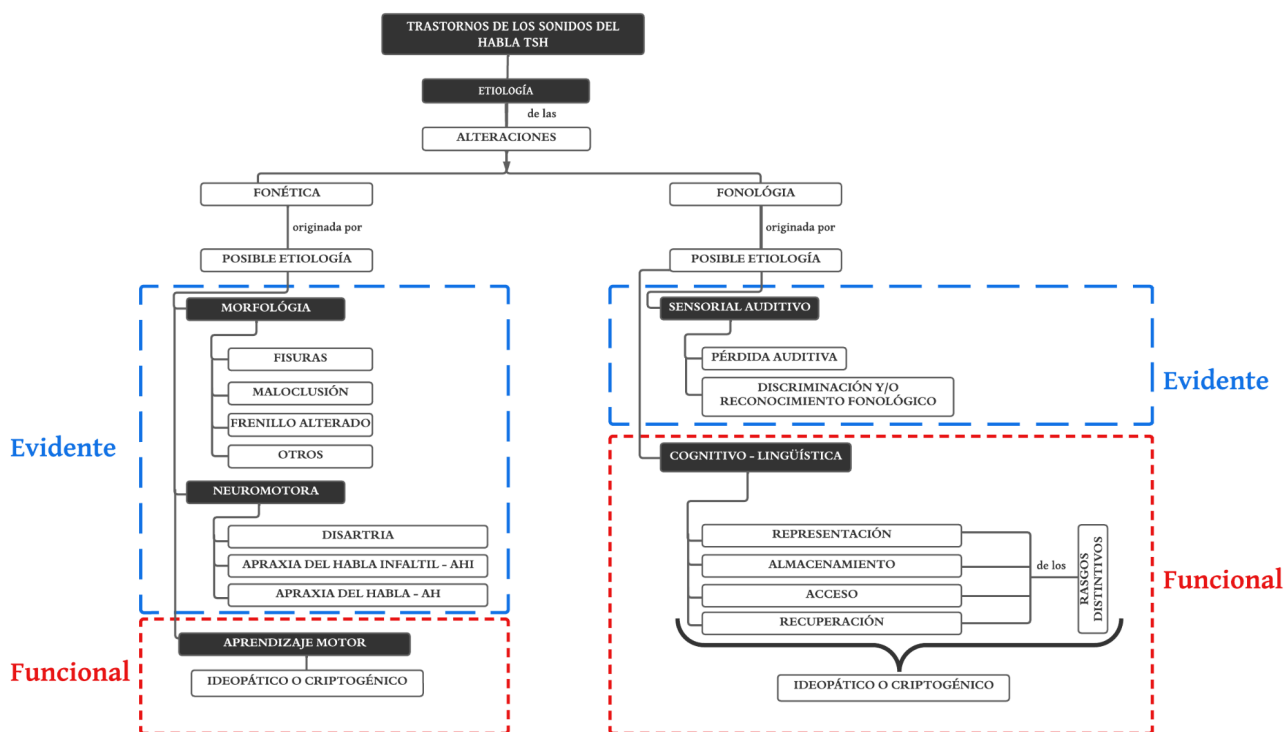 TRASTORNOS DE LOS SONIDOS DEL
HABLA TSH
ETIOLOGÍA
de las
ALTERACIONES
FONÉTICA
originada por
POSIBLE ETIOLOGÍA
Evidente
MORFOLÓGIA
FISURAS
MALOCLUSIÓN
FRENILLO ALTERADO
OTROS
NEUROMOTORA
DISARTRIA
APRAXIA DEL HABLA INFALTIL - AHI
APRAXIA DEL HABLA - AH
Funcional
APRENDIZAJE MOTOR
IDEOPÁTICO O CRIPTOGÉNICO
FONOLÓGIA
originada por
POSIBLE ETIOLOGÍA
Evidente
SENSORIAL AUDITIVO
PÉRDIDA AUDITIVA
DISCRIMINACIÓN Y/O
RECONOCIMIENTO FONOLÓGICO
Funcional
COGNITIVO - LINGÜÍSTICA
REPRESENTACIÓN
ALMACENAMIENTO
ACCESO
RECUPERACIÓN
de los
RASGOS
DISTINTIVOS
IDEOPÁTICO O CRIPTOGÉNICO